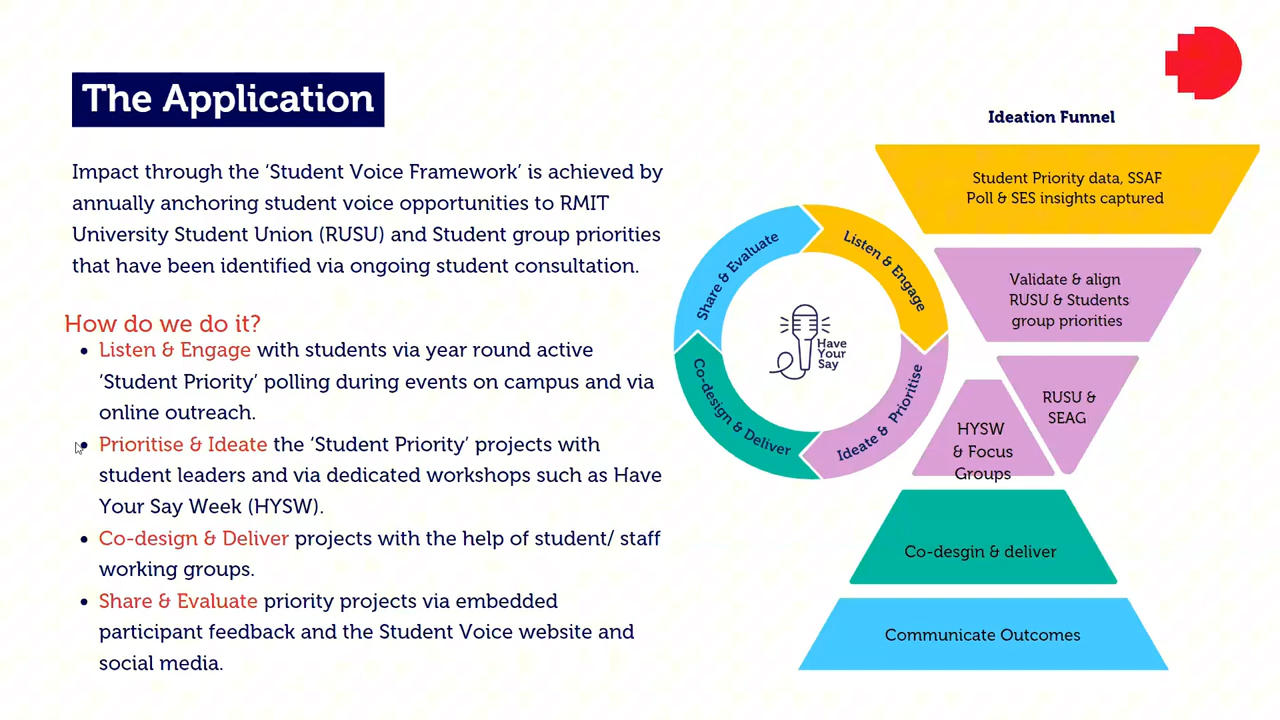 The Application
Impact through the ‘Student Voice Framework’ is achieved by
annually anchoring student voice opportunities to RMIT
University Student Union (RUSU) and Student group priorities
that have been identified via ongoing student consultation.
How do we do it?
• Listen & Engage with students via year round active
‘Student Priority’ polling during events on campus and via
online outreach.
• Prioritise & Ideate the ‘Student Priority’ projects with
student leaders and via dedicated workshops such as Have
Your Say Week (HYSW).
• Co-design & Deliver projects with the help of student/ staff
working groups.
• Share & Evaluate priority projects via embedded
participant feedback and the Student Voice website and
social media.
Share & Evaluate
Listen & Engage
Ideate & Prioritise
Co-design & Deliver
Have
Your
Say
Ideation Funnel
Student Priority data, SSAF
Poll & SES insights captured
Validate & align
RUSU & Students
group priorities
RUSU &
SEAG
HYSW
& Focus
Groups
Co-desgin & deliver
Communicate Outcomes